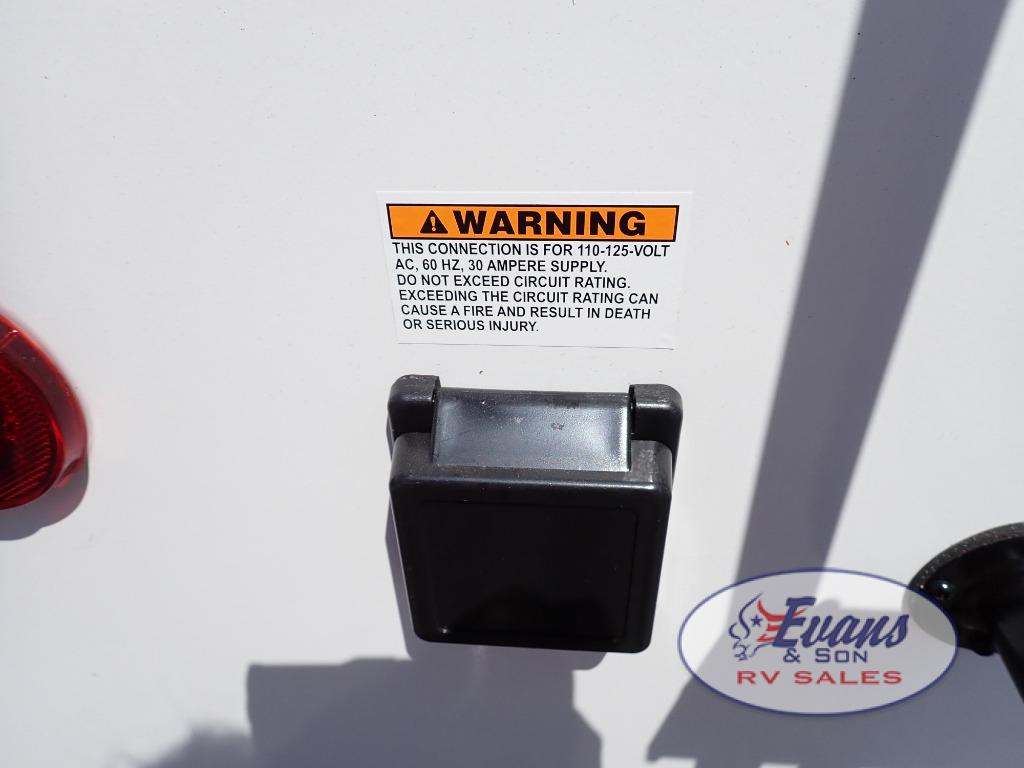 WARNING
THIS CONNECTION IS FOR 110-125-VOLT
AC, 60 HZ, 30 AMPERE SUPPLY.
DO NOT EXCEED CIRCUIT RATING.
EXCEEDING THE CIRCUIT RATING CAN
CAUSE A FIRE AND RESULT IN DEATH
OR SERIOUS INJURY.
Evans
& SON
RV SALES